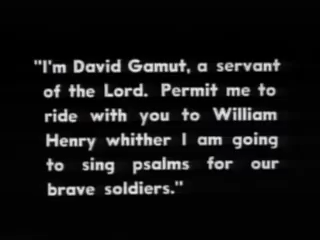 "I'm David Gamut, a servant
of the Lord. Permit me to
ride with you to William
Henry whither I am going
to sing psalms for our
brave soldiers."